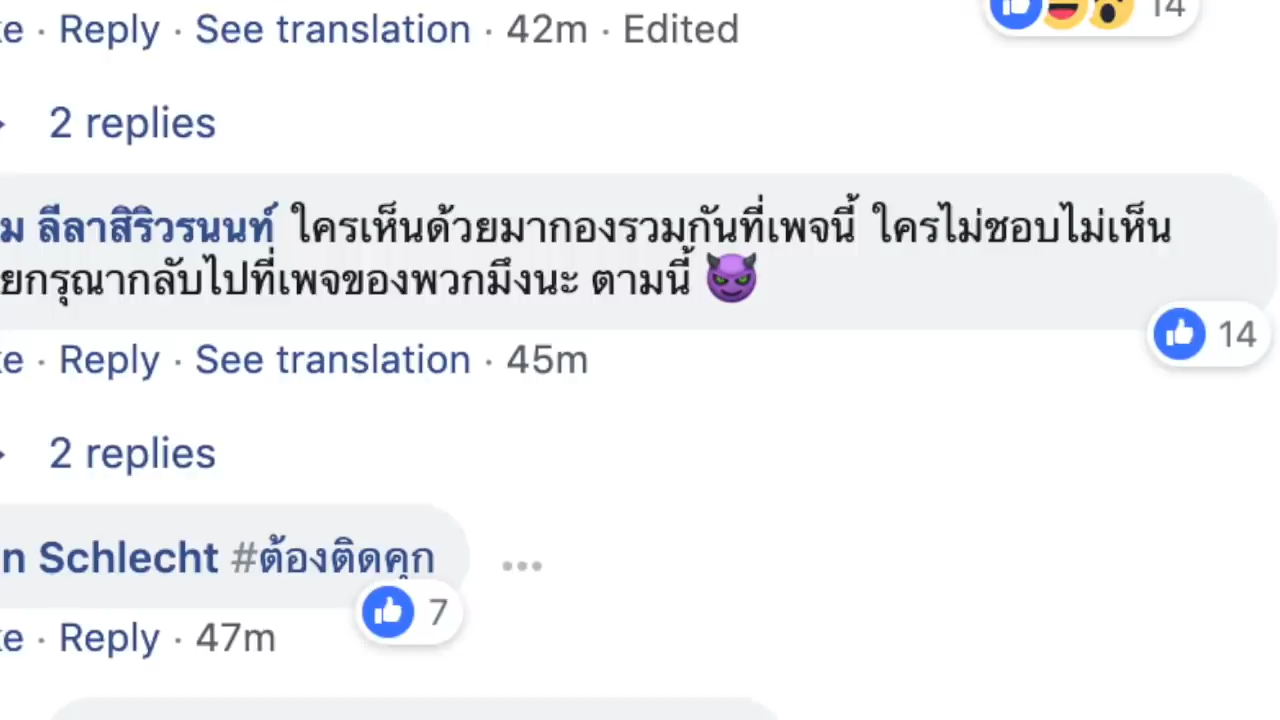 Reply · See translation · 42m · Edited
14
2 replies
ม ลีลาสิริวรนนท์ ใครเห็นด้วยมากองรวมกันที่เพจนี้ ใครไม่ชอบไม่เห็น
ยกรุณากลับไปที่เพจของพวกมึงนะ ตามนี้ 😈
14
Reply · See translation · 45m
2 replies
n Schlecht #ต้องติดคุก
7
Reply · 47m